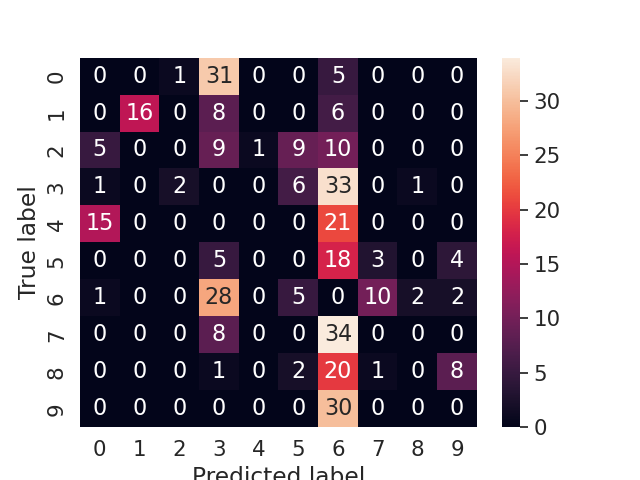 0 0 0 1 31 0 0 5 0 0 0
1 0 16 0 8 0 0 6 0 0 0
2 5 0 0 9 1 9 10 0 0 0
3 1 0 2 0 0 6 33 0 1 0
4 15 0 0 0 0 0 21 0 0 0
5 0 0 0 5 0 0 18 3 0 4
6 1 0 0 28 0 5 0 10 2 2
7 0 0 0 8 0 0 34 0 0 0
8 0 0 0 1 0 2 20 1 0 8
9 0 0 0 0 0 0 30 0 0 0
0 1 2 3 4 5 6 7 8 9
Predicted label
True label
30
25
20
15
10
5
0